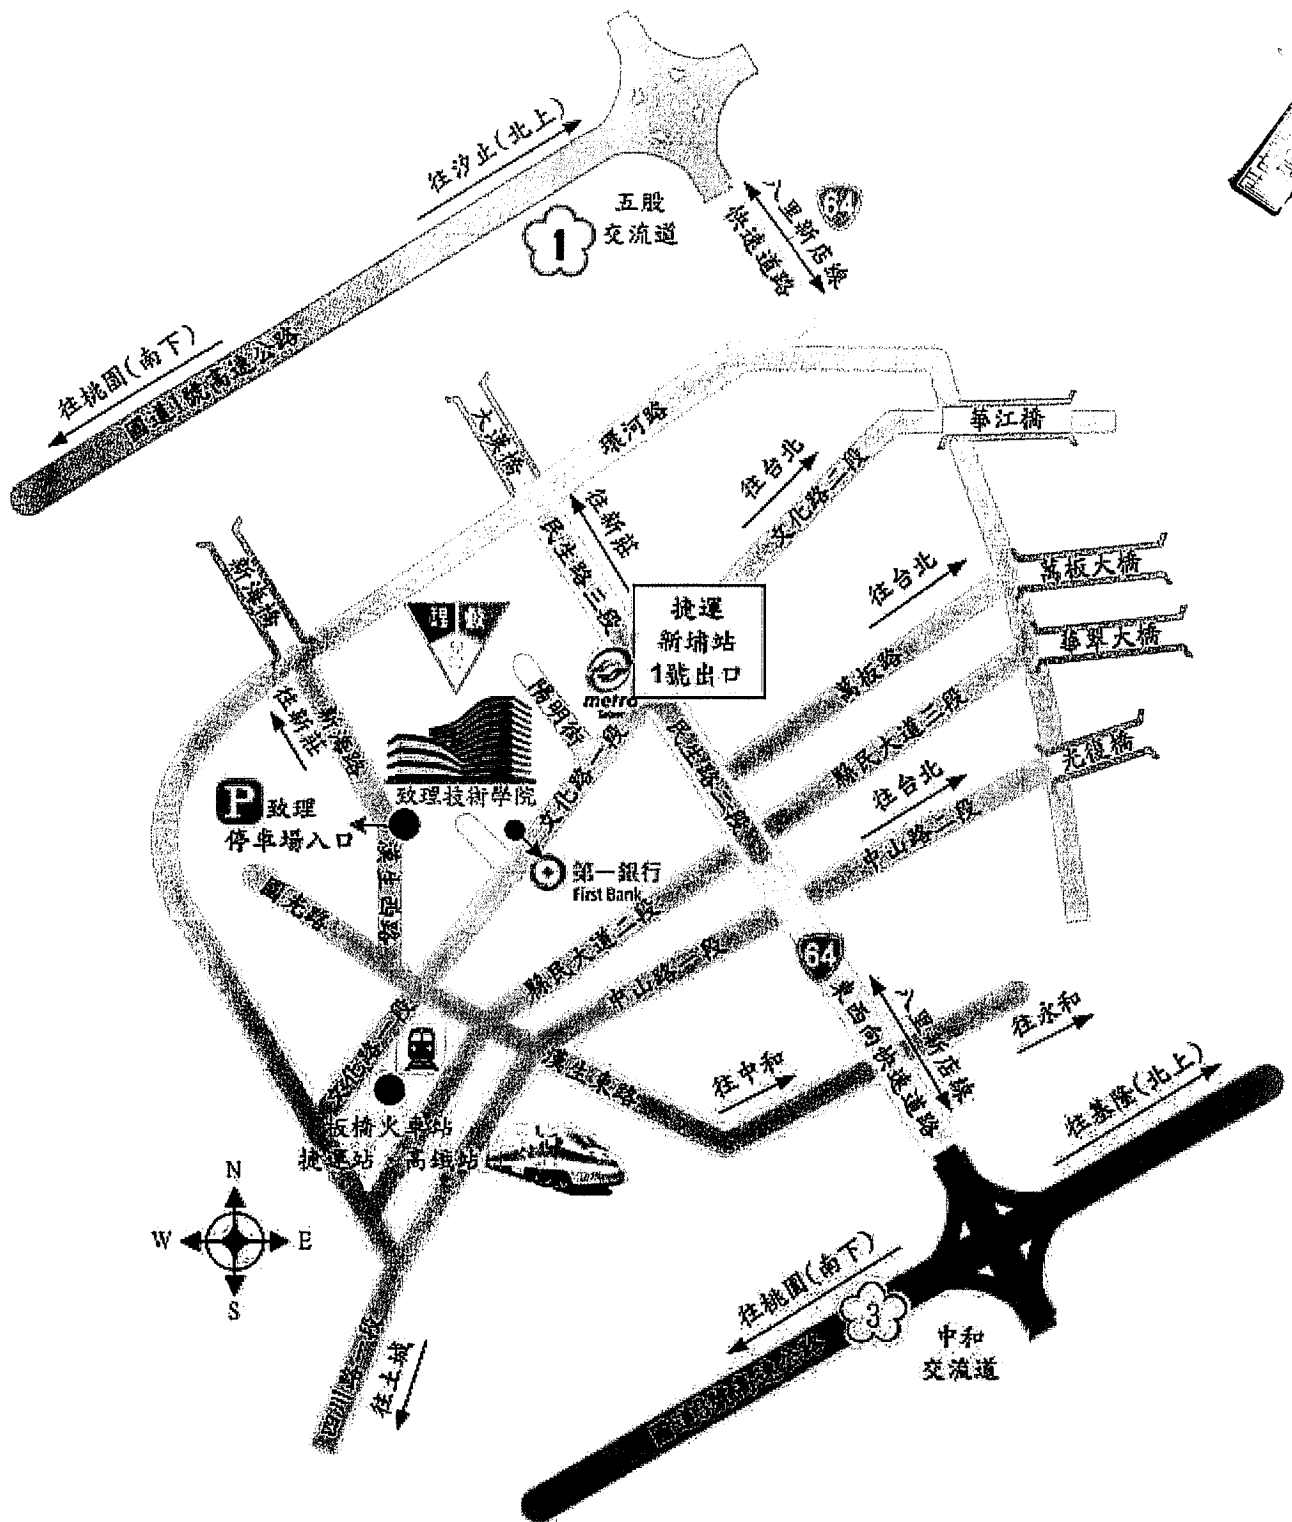 往汐止(北上)
五股
交流道
1
八里新店線
64
快速道路
往桃園(南下)
國道1號高速公路
大漢橋
環河路
華江橋
往台北
文化路二段
往新莊
民生路三段
新海橋
往台北
萬板大橋
捷運
新埔站
1號出口
華翠大橋
萬板路
陽明街
metro
Taipei
縣民大道三段
往新莊
新海路
文化路一段
民生路二段
光復橋
往台北
P
致理
停車場入口
致理技術學院
中山路二段
第一銀行
First Bank
國光路
漢生西路
縣民大道二段
中山路一段
64
八里新店線
東西向快速道路
往永和
文化路一段
漢生東路
往中和
板橋火車站
捷運站
高鐵站
往基隆(北上)
N
W
E
S
往桃園(南下)
3
中和
交流道
四川路一段
往土城